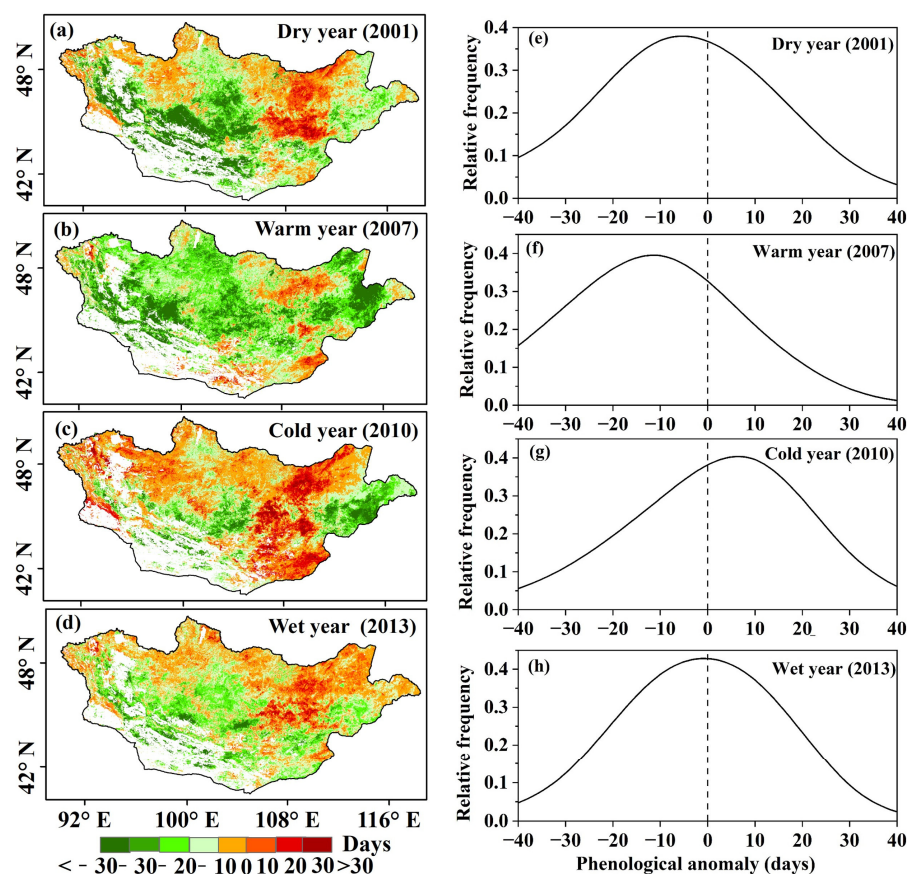 (a) Dry year (2001)
48° N
42° N
(b) Warm year (2007)
48° N
42° N
(c) Cold year (2010)
48° N
42° N
(d) Wet year (2013)
48° N
42° N
92° E 100° E 108° E 116° E
Days
< - 30 - 30 - 20 - 10 0 10 20 30 >30
(e) Dry year (2001)
Relative frequency
0.4
0.3
0.2
0.1
0.0
−40 −30 −20 −10 0 10 20 30 40
(f) Warm year (2007)
Relative frequency
0.4
0.3
0.2
0.1
0.0
−40 −30 −20 −10 0 10 20 30 40
(g) Cold year (2010)
Relative frequency
0.4
0.3
0.4
0.1
0.0
−40 −30 −20 −10 0 10 20 30 40
(h) Wet year (2013)
Relative frequency
0.4
0.3
0.4
0.1
0.0
−40 −30 −20 −10 0 10 20 30 40
Phenological anomaly (days)